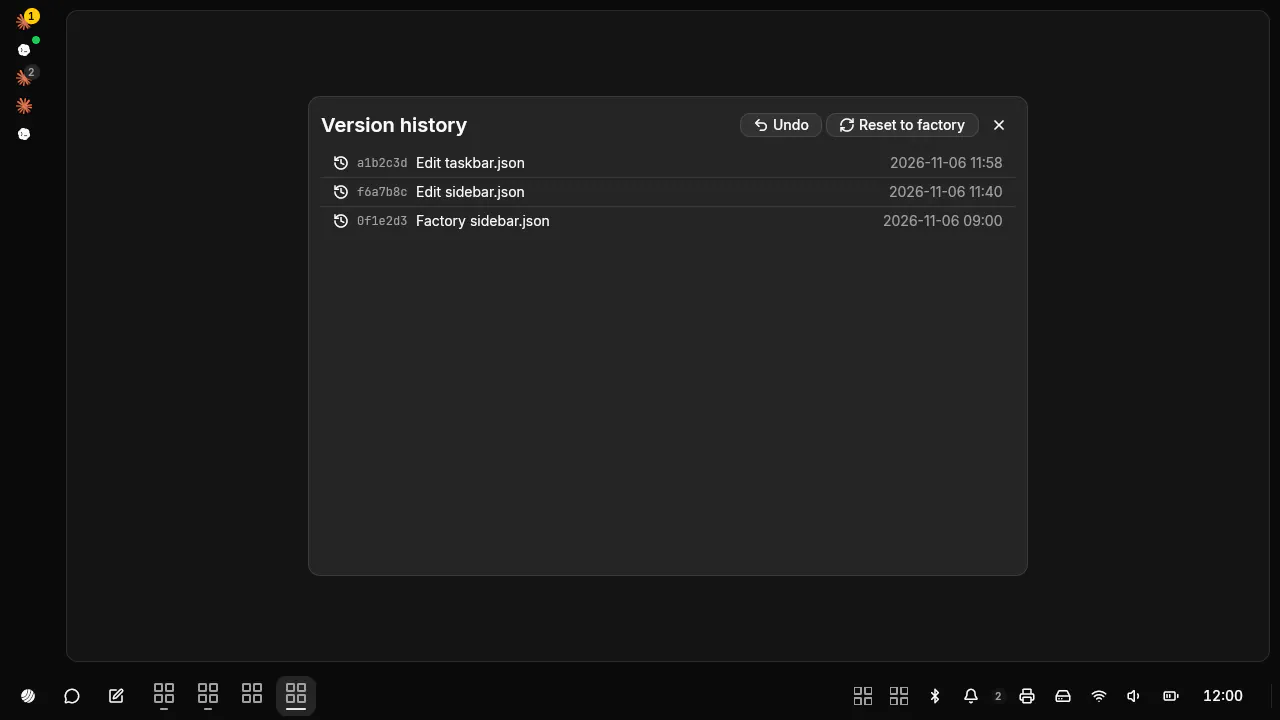 1
2
Version history
Undo
Reset to factory
a1b2c3d Edit taskbar.json 2026-11-06 11:58
f6a7b8c Edit sidebar.json 2026-11-06 11:40
0f1e2d3 Factory sidebar.json 2026-11-06 09:00
2
12:00